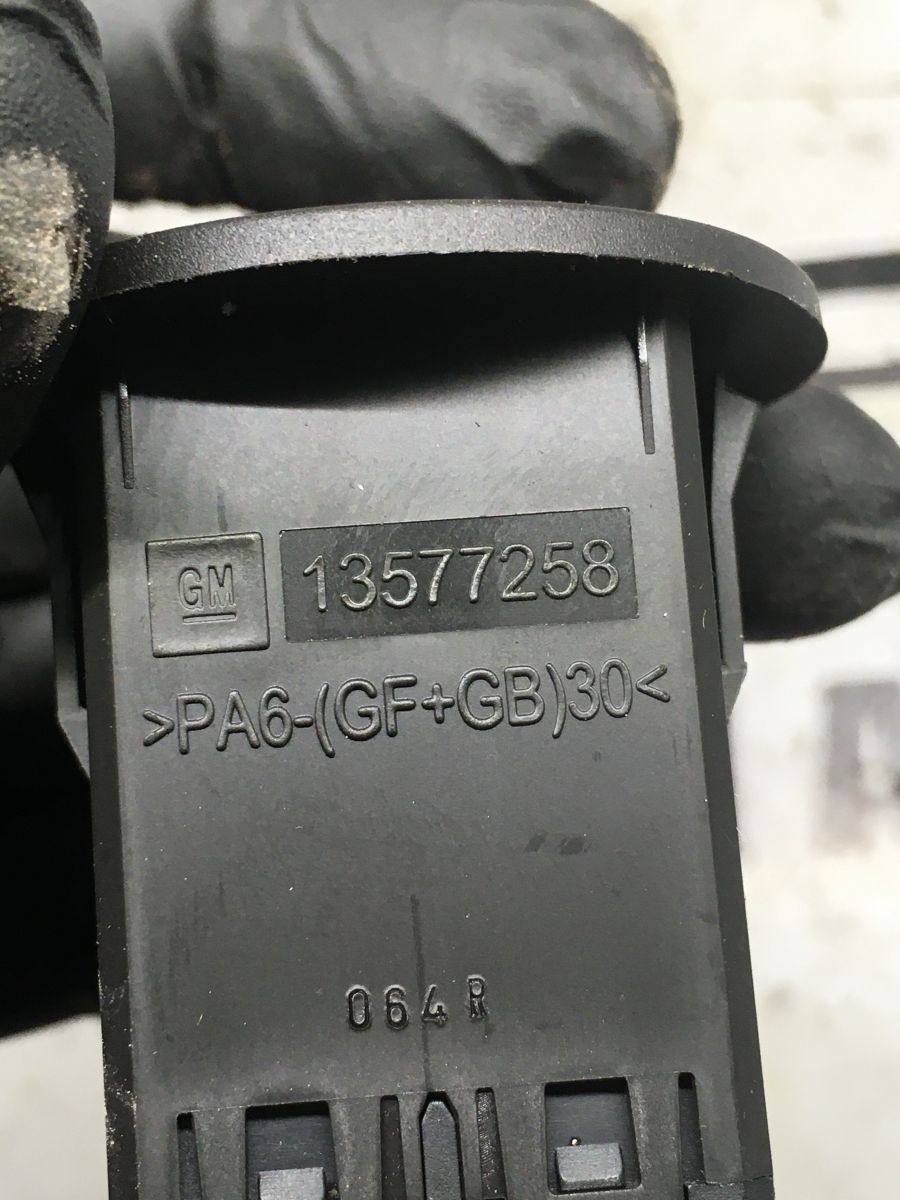 GM 13577258
>PA6-(GF+GB)30<
064 R